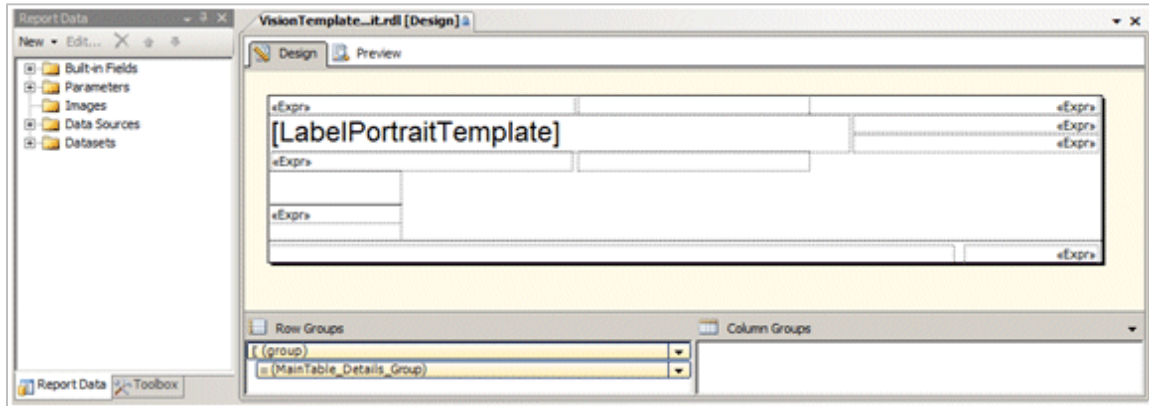 Report Data
New Edit...
Built-in Fields
Parameters
Images
Data Sources
Datasets
Report Data Toolbox
VisionTemplate...it.rdl [Design]
Design Preview
«Expr» «Expr»
[LabelPortraitTemplate] «Expr»
«Expr»
«Expr»
«Expr»
«Expr»
Row Groups Column Groups
[ (group)
(MainTable_Details_Group)